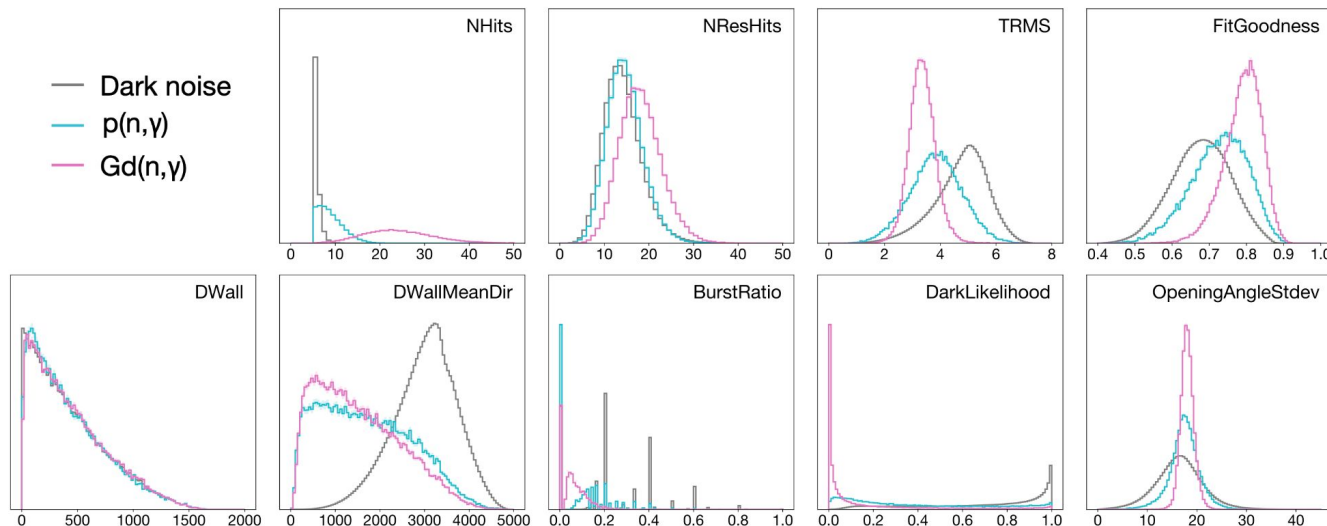 NHits
NResHits
TRMS
FitGoodness
Dark noise
p(n,γ)
Gd(n,γ)
0 10 20 30 40 50
0 10 20 30 40 50
0 2 4 6 8
0.4 0.5 0.6 0.7 0.8 0.9 1.0
DWall
DWallMeanDir
BurstRatio
DarkLikelihood
OpeningAngleStdev
0 500 1000 1500 2000
0 1000 2000 3000 4000 5000
0.0 0.2 0.4 0.6 0.8 1.0
0.0 0.2 0.4 0.6 0.8 1.0
0 20 40